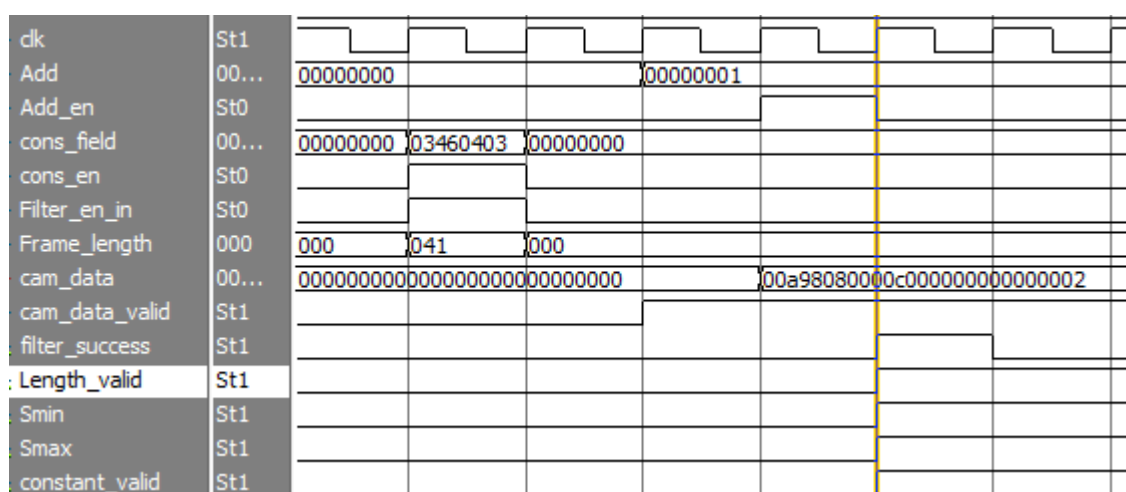 clk St1
Add 00... 00000000 00000001
Add_en St0
cons_field 00... 00000000 03460403 00000000
cons_en St0
Filter_en_in St0
Frame_length 000 000 041 000
cam_data 00... 000000000000000000000000 00a98080000c000000000000002
cam_data_valid St1
filter_success St1
Length_valid St1
Smin St1
Smax St1
constant_valid St1